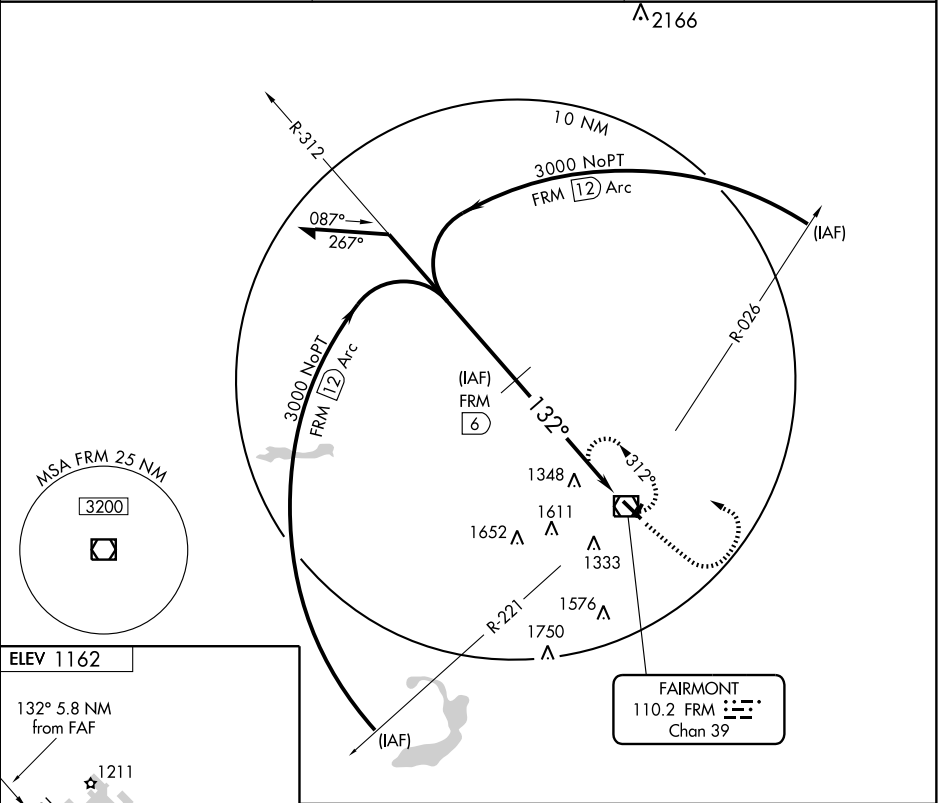 2166
10 NM
R-312
3000 NoPT
FRM 12 Arc
(IAF)
087°
267°
R-026
3000 NoPT
FRM 12 Arc
(IAF)
FRM
6
132°
312°
MSA FRM 25 NM
3200
1348
1611
1652
1333
1576
1750
R-221
(IAF)
FAIRMONT
110.2 FRM
Chan 39
ELEV 1162
132° 5.8 NM
from FAF
1211